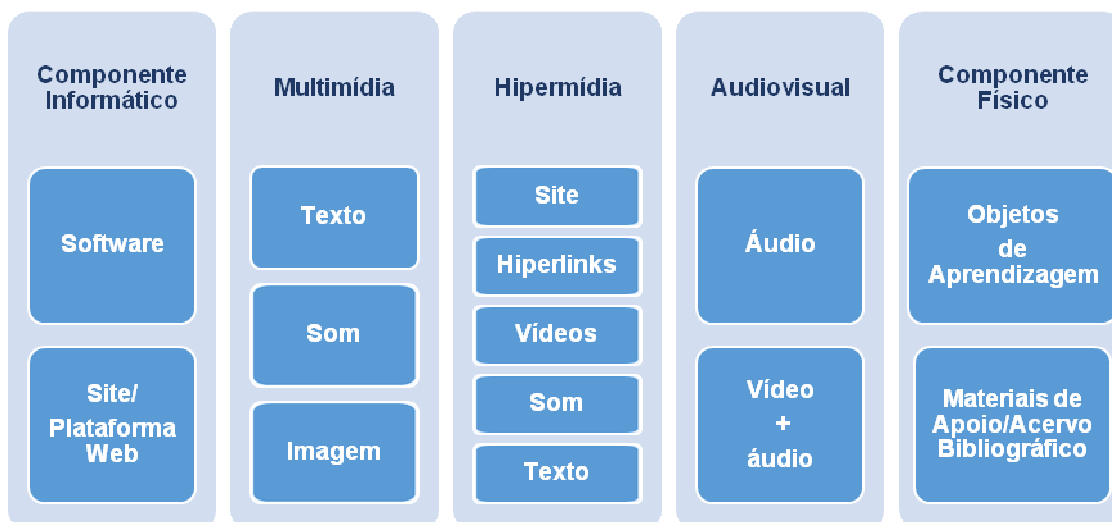 Componente
Informático
Software
Site/
Plataforma
Web
Multimídia
Texto
Som
Imagem
Hipermídia
Site
Hiperlinks
Vídeos
Som
Texto
Audiovisual
Áudio
Vídeo
+
áudio
Componente
Físico
Objetos
de
Aprendizagem
Materiais de
Apoio/Acervo
Bibliográfico